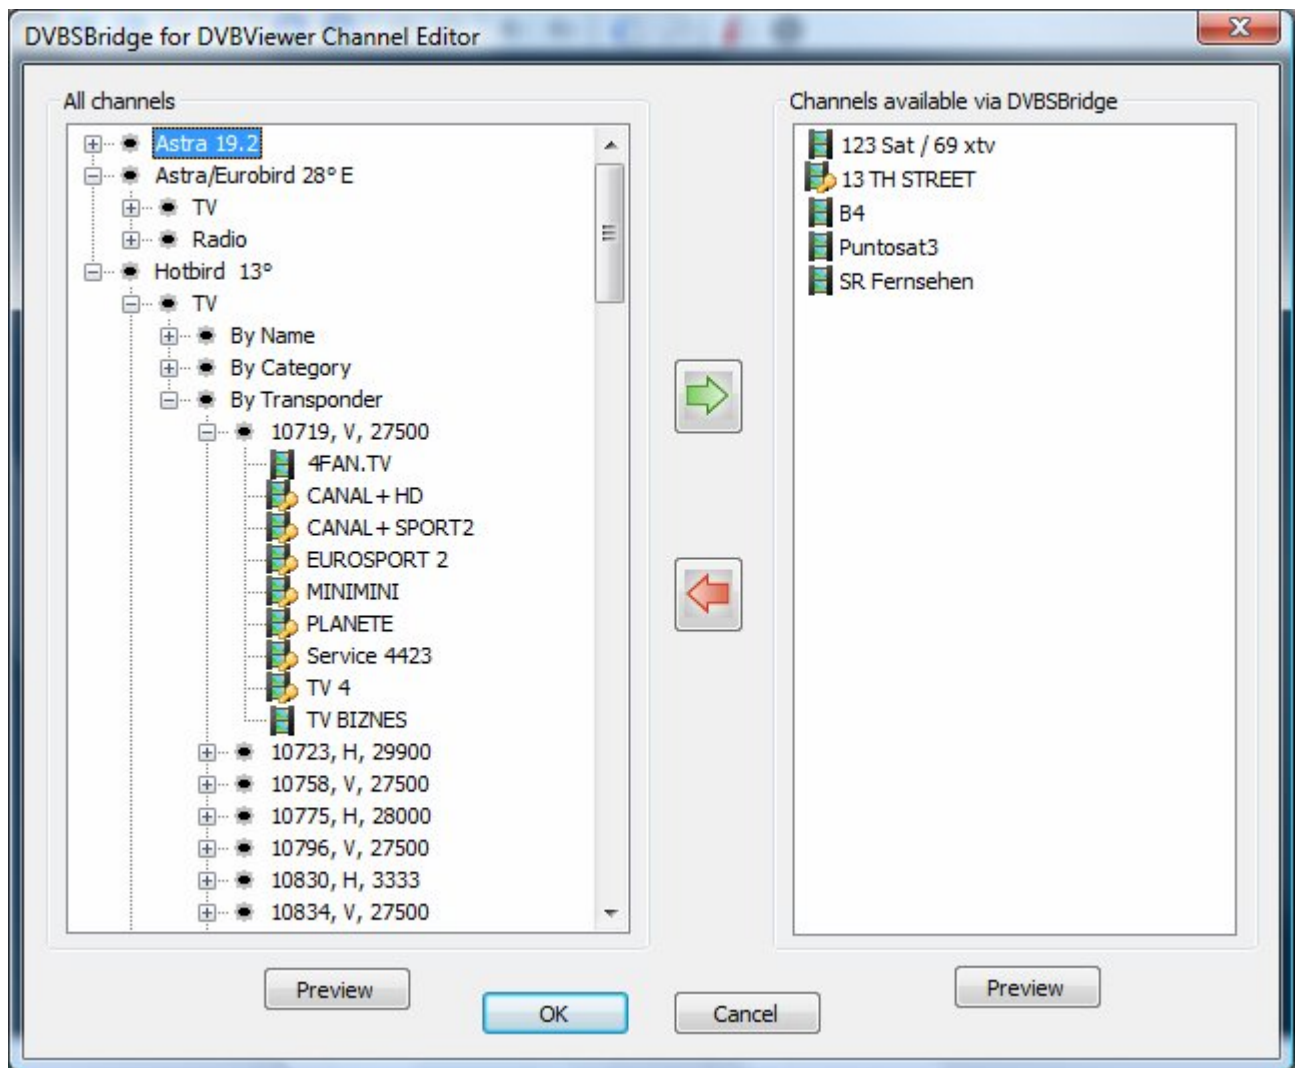 DVBSBridge for DVBViewer Channel Editor
All channels
Astra 19.2
Astra/Eurobird 28° E
TV
Radio
Hotbird 13°
TV
By Name
By Category
By Transponder
10719, V, 27500
4FAN.TV
CANAL+ HD
CANAL+ SPORT2
EUROSPORT 2
MINIMINI
PLANETE
Service 4423
TV 4
TV BIZNES
10723, H, 29900
10758, V, 27500
10775, H, 28000
10796, V, 27500
10830, H, 3333
10834, V, 27500
Preview
Channels available via DVBSBridge
123 Sat / 69 xtv
13 TH STREET
B4
Puntosat3
SR Fernsehen
Preview
OK
Cancel